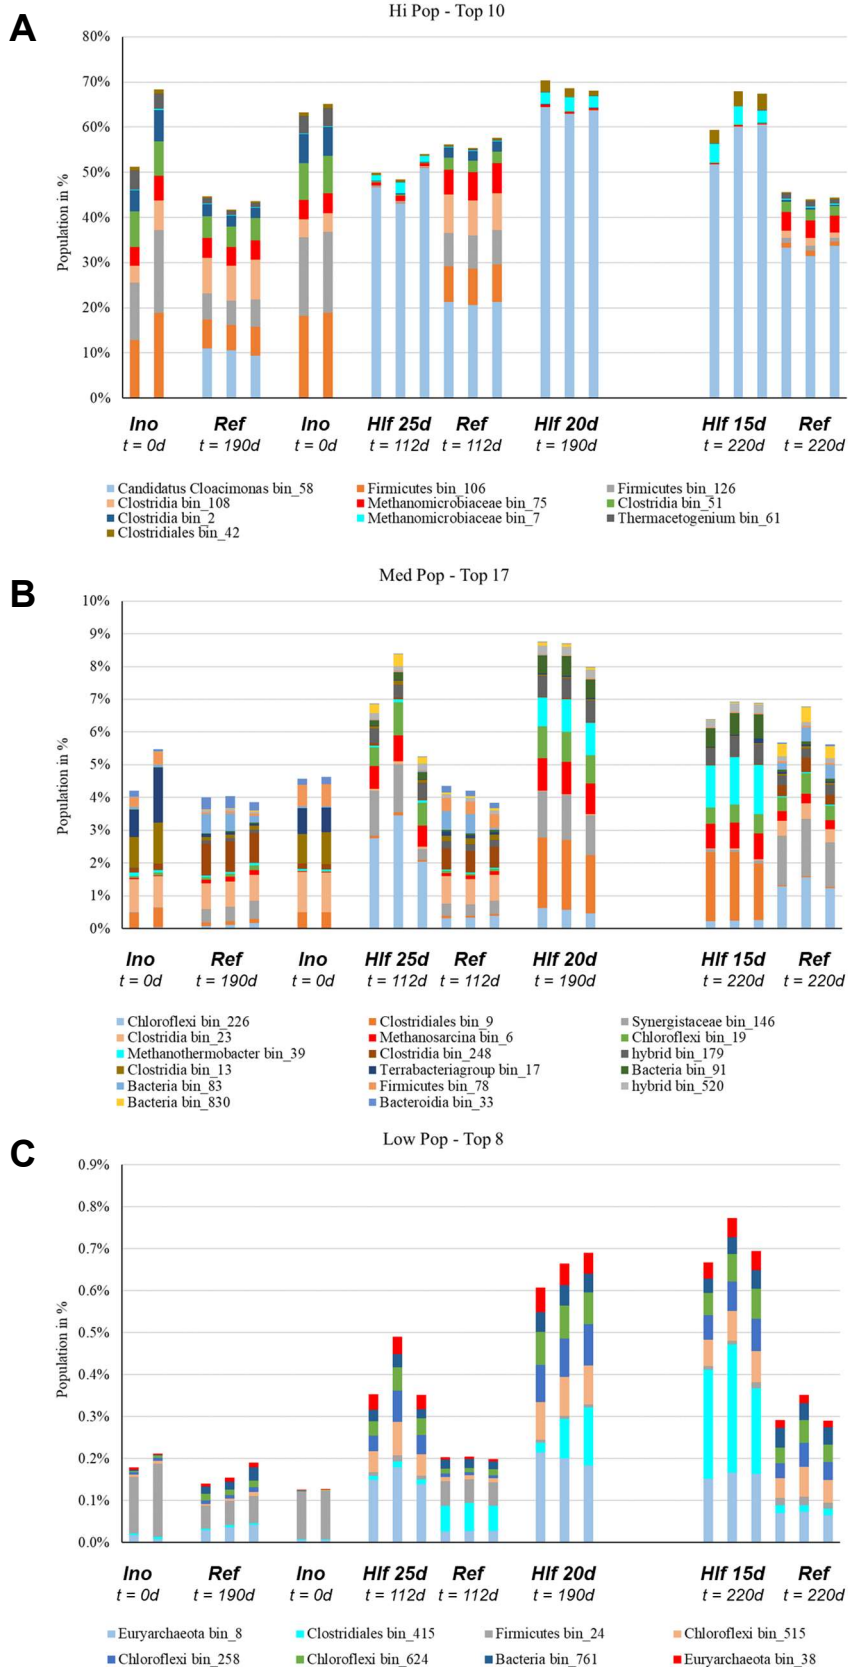 A
Hi Pop - Top 10
Population in %
80%
70%
60%
50%
40%
30%
20%
10%
0%
Ino Ref Ino Hlf 25d Ref Hlf 20d Hlf 15d Ref
t = 0d t = 190d t = 0d t = 112d t = 112d t = 190d t = 220d t = 220d
Candidatus Cloacimonas bin_58 Firmicutes bin_106 Firmicutes bin_126
Clostridia bin_108 Methanomicrobiaceae bin_75 Clostridia bin_51
Clostridia bin_2 Methanomicrobiaceae bin_7 Thermacetogenium bin_61
Clostridiales bin_42
B
Med Pop - Top 17
Population in %
10%
9%
8%
7%
6%
5%
4%
3%
2%
1%
0%
Ino Ref Ino Hlf 25d Ref Hlf 20d Hlf 15d Ref
t = 0d t = 190d t = 0d t = 112d t = 112d t = 190d t = 220d t = 220d
Chloroflexi bin_226 Clostridiales bin_9 Synergistaceae bin_146
Clostridia bin_23 Methanosarcina bin_6 Chloroflexi bin_19
Methanothermobacter bin_39 Clostridia bin_248 hybrid bin_179
Clostridia bin_13 Terrabacteriagroup bin_17 Bacteria bin_91
Bacteria bin_83 Firmicutes bin_78 hybrid bin_520
Bacteria bin_830 Bacteroidia bin_33
C
Low Pop - Top 8
Population in %
0.9%
0.8%
0.7%
0.6%
0.5%
0.4%
0.3%
0.2%
0.1%
0.0%
Ino Ref Ino Hlf 25d Ref Hlf 20d Hlf 15d Ref
t = 0d t = 190d t = 0d t = 112d t = 112d t = 190d t = 220d t = 220d
Euryarchaeota bin_8 Clostridiales bin_415 Firmicutes bin_24 Chloroflexi bin_515
Chloroflexi bin_258 Chloroflexi bin_624 Bacteria bin_761 Euryarchaeota bin_38